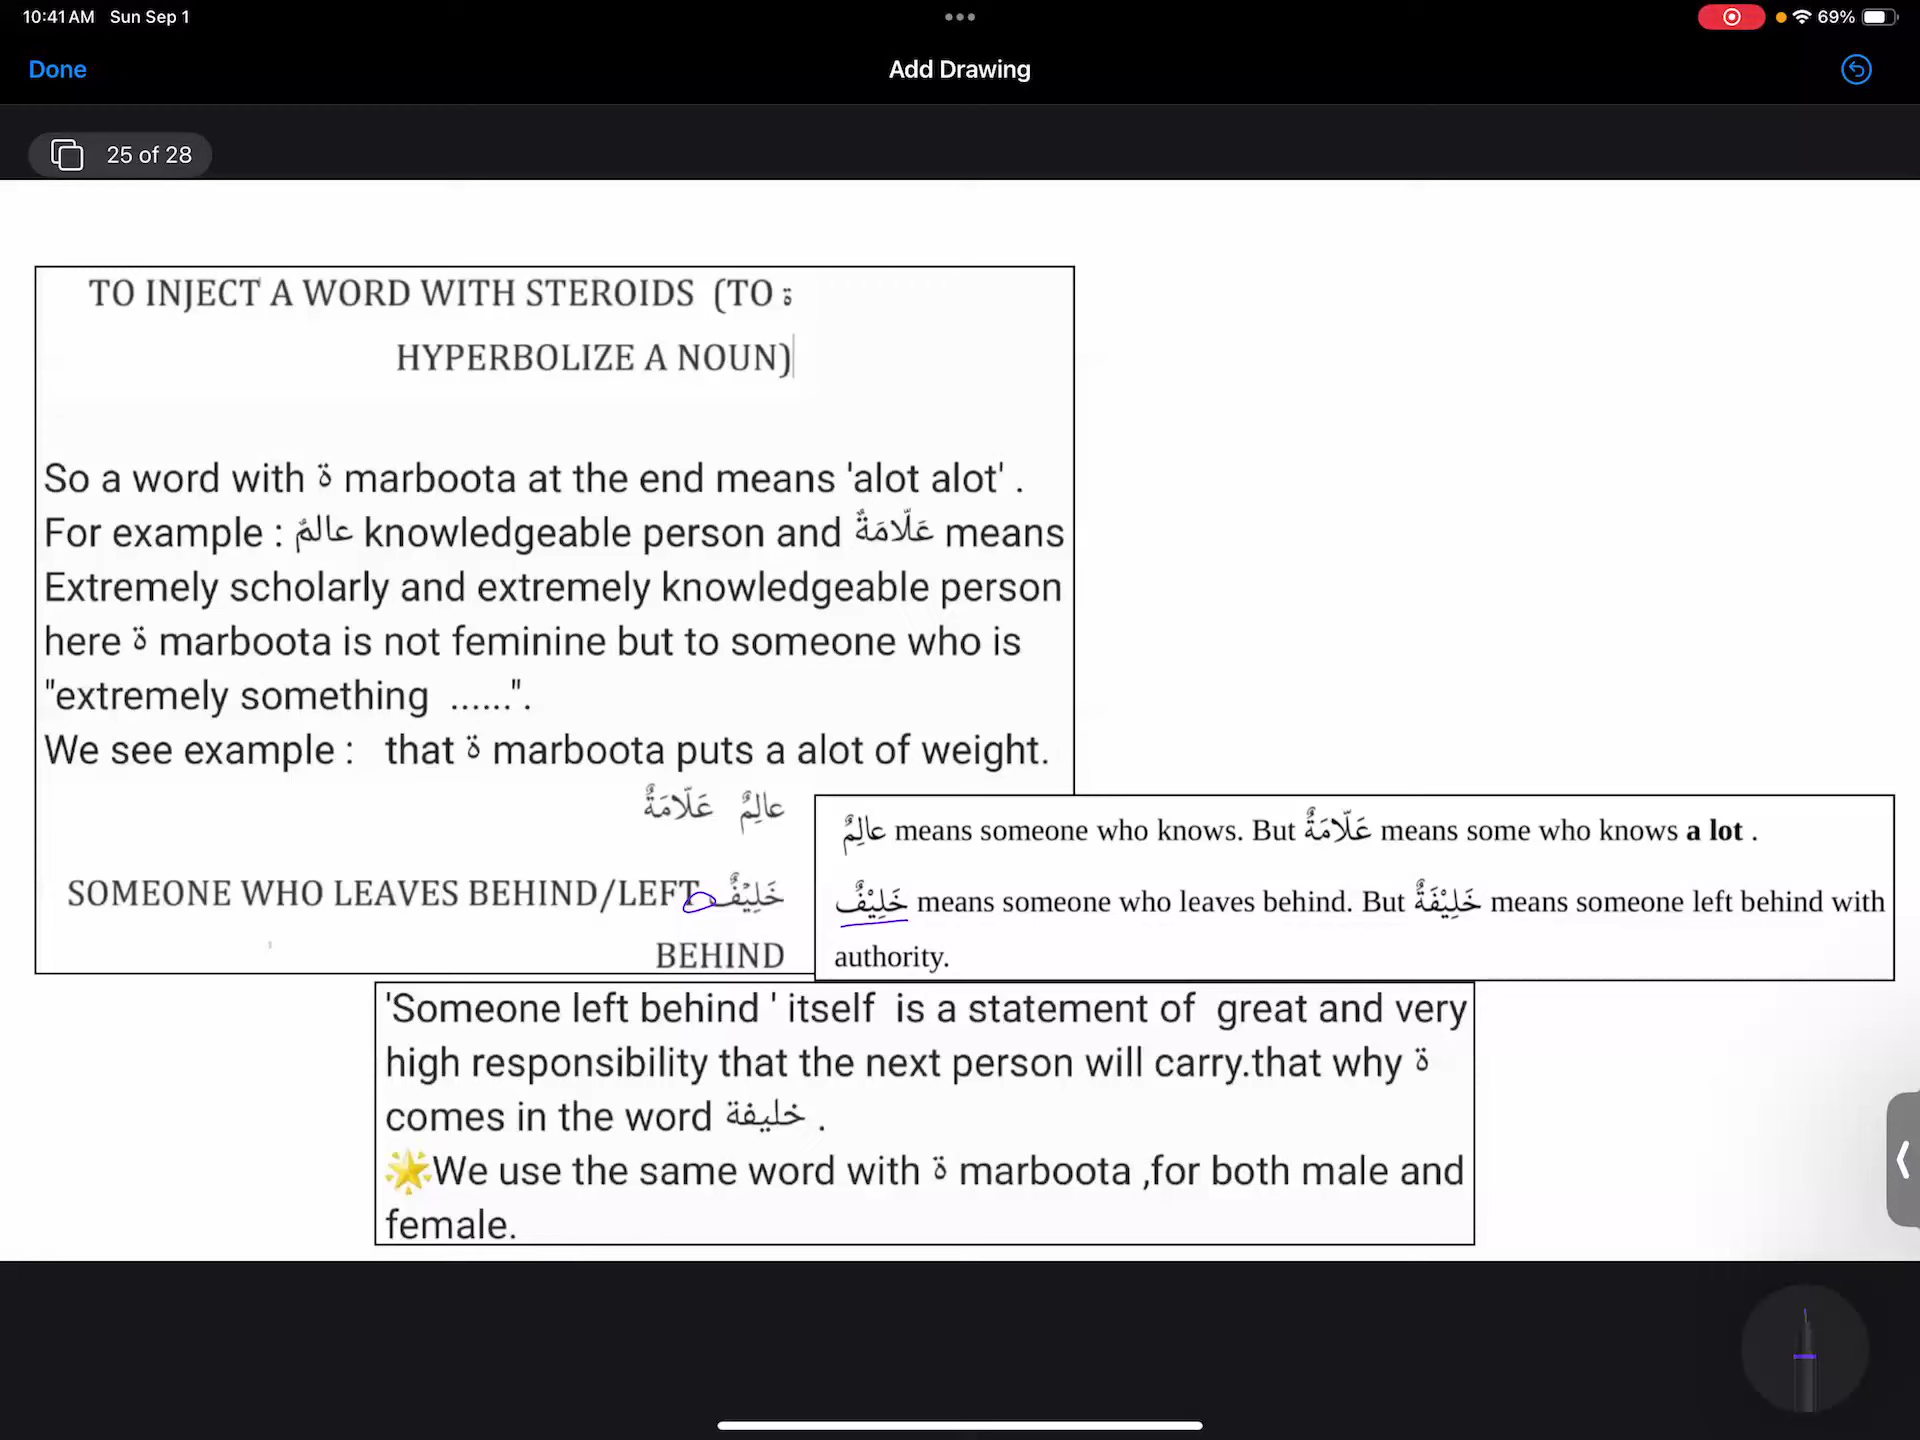 10:41 AM Sun Sep 1
69%
Done
Add Drawing
25 of 28
TO INJECT A WORD WITH STEROIDS (TO ة
HYPERBOLIZE A NOUN)
So a word with ة marboota at the end means 'alot alot' .
For example : عالمٌ knowledgeable person and عَلّامَةٌ means
Extremely scholarly and extremely knowledgeable person
here ة marboota is not feminine but to someone who is
"extremely something ......".
We see example : that ة marboota puts a alot of weight.
عالِمٌ عَلّامَةٌ
SOMEONE WHO LEAVES BEHIND/LEFT خَلِيْفٌ
BEHIND
عالِمٌ means someone who knows. But عَلّامَةٌ means some who knows a lot .
خَلِيْفٌ means someone who leaves behind. But خَلِيْفَةٌ means someone left behind with
authority.
'Someone left behind ' itself is a statement of great and very
high responsibility that the next person will carry.that why ة
comes in the word خليفة .
🌟We use the same word with ة marboota ,for both male and
female.